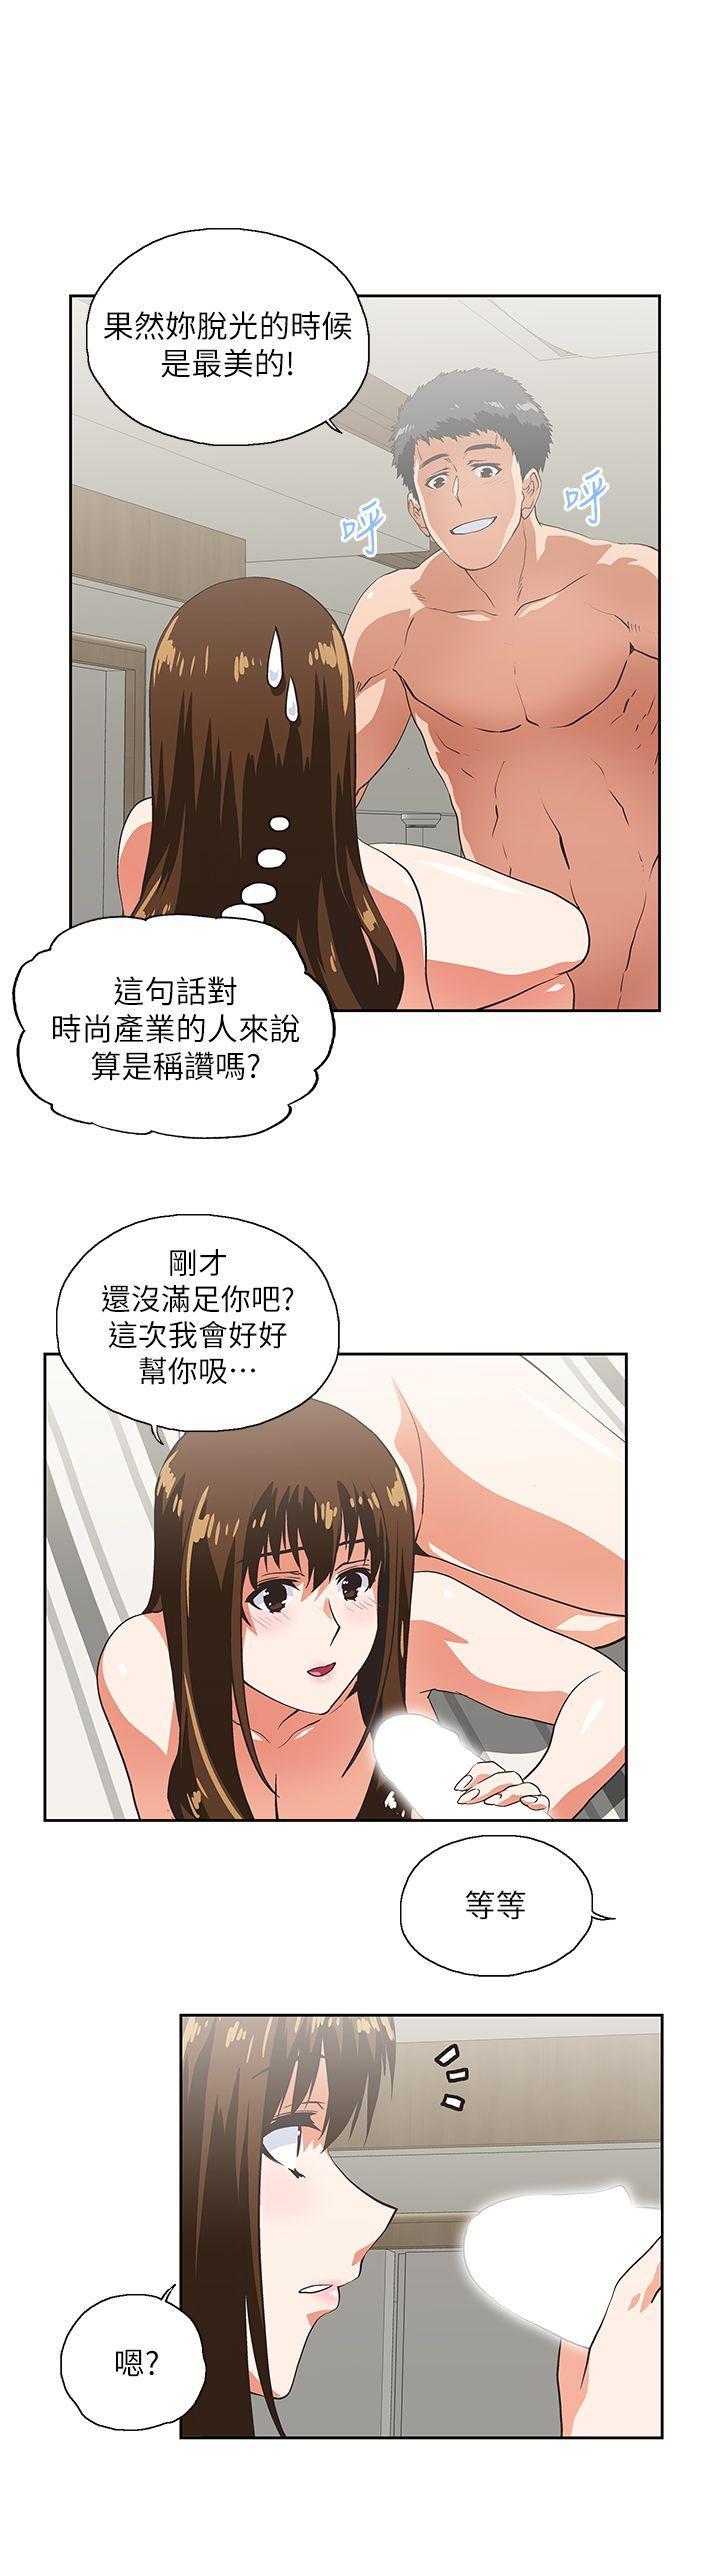 果然妳脫光的時候
是最美的!
呼
呼
這句話對
時尚產業的人來說
算是稱讚嗎?
剛才
還沒滿足你吧?
這次我會好好
幫你吸…
等等
嗯?